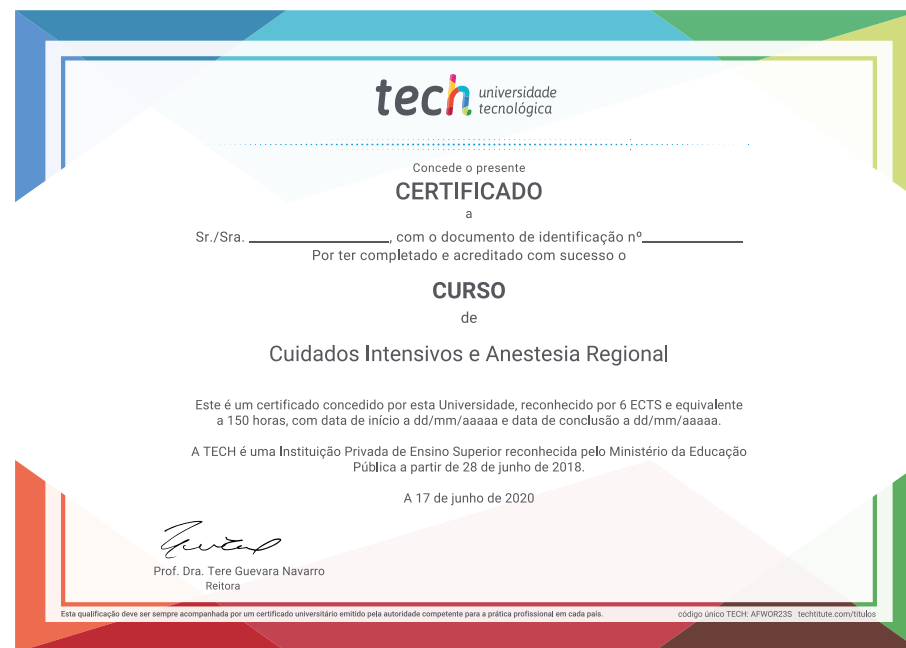 tech universidade
tecnológica
Concede o presente
CERTIFICADO
a
Sr./Sra. __________________, com o documento de identificação nº_____________
Por ter completado e acreditado com sucesso o
CURSO
de
Cuidados Intensivos e Anestesia Regional
Este é um certificado concedido por esta Universidade, reconhecido por 6 ECTS e equivalente
a 150 horas, com data de início a dd/mm/aaaaa e data de conclusão a dd/mm/aaaaa.
A TECH é uma Instituição Privada de Ensino Superior reconhecida pelo Ministério da Educação
Pública a partir de 28 de junho de 2018.
A 17 de junho de 2020
Prof. Dra. Tere Guevara Navarro
Reitora
Esta qualificação deve ser sempre acompanhada por um certificado universitário emitido pela autoridade competente para a prática profissional em cada país. código único TECH: AFWOR23S techtitute.com/titulos